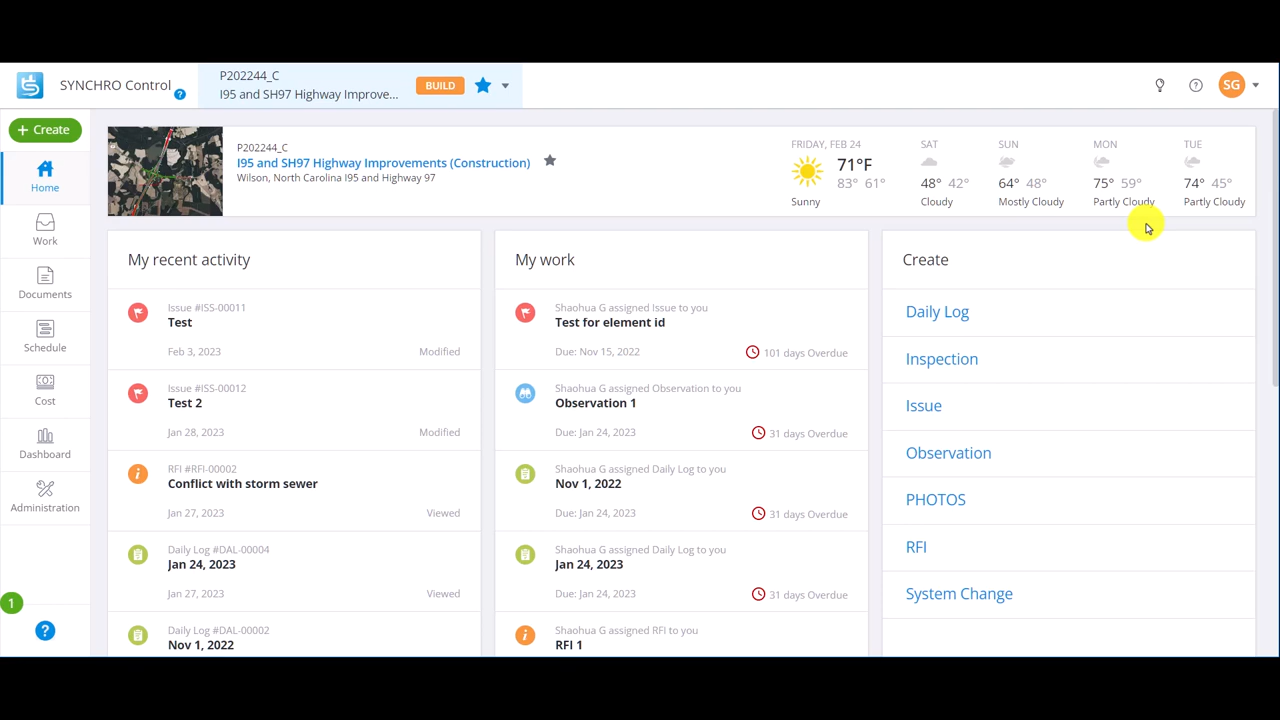 SYNCHRO Control
?
P202244_C
I95 and SH97 Highway Improve...
BUILD
?
SG
+ Create
Home
Work
Documents
Schedule
Cost
Dashboard
Administration
1
?
P202244_C
I95 and SH97 Highway Improvements (Construction)
Wilson, North Carolina I95 and Highway 97
FRIDAY, FEB 24
71°F
83° 61°
Sunny
SAT
48° 42°
Cloudy
SUN
64° 48°
Mostly Cloudy
MON
75° 59°
Partly Cloudy
TUE
74° 45°
Partly Cloudy
My recent activity
Issue #ISS-00011
Test
Feb 3, 2023 Modified
Issue #ISS-00012
Test 2
Jan 28, 2023 Modified
RFI #RFI-00002
Conflict with storm sewer
Jan 27, 2023 Viewed
Daily Log #DAL-00004
Jan 24, 2023
Jan 27, 2023 Viewed
Daily Log #DAL-00002
Nov 1, 2022
My work
Shaohua G assigned Issue to you
Test for element id
Due: Nov 15, 2022 101 days Overdue
Shaohua G assigned Observation to you
Observation 1
Due: Jan 24, 2023 31 days Overdue
Shaohua G assigned Daily Log to you
Nov 1, 2022
Due: Jan 24, 2023 31 days Overdue
Shaohua G assigned Daily Log to you
Jan 24, 2023
Due: Jan 24, 2023 31 days Overdue
Shaohua G assigned RFI to you
RFI 1
Create
Daily Log
Inspection
Issue
Observation
PHOTOS
RFI
System Change